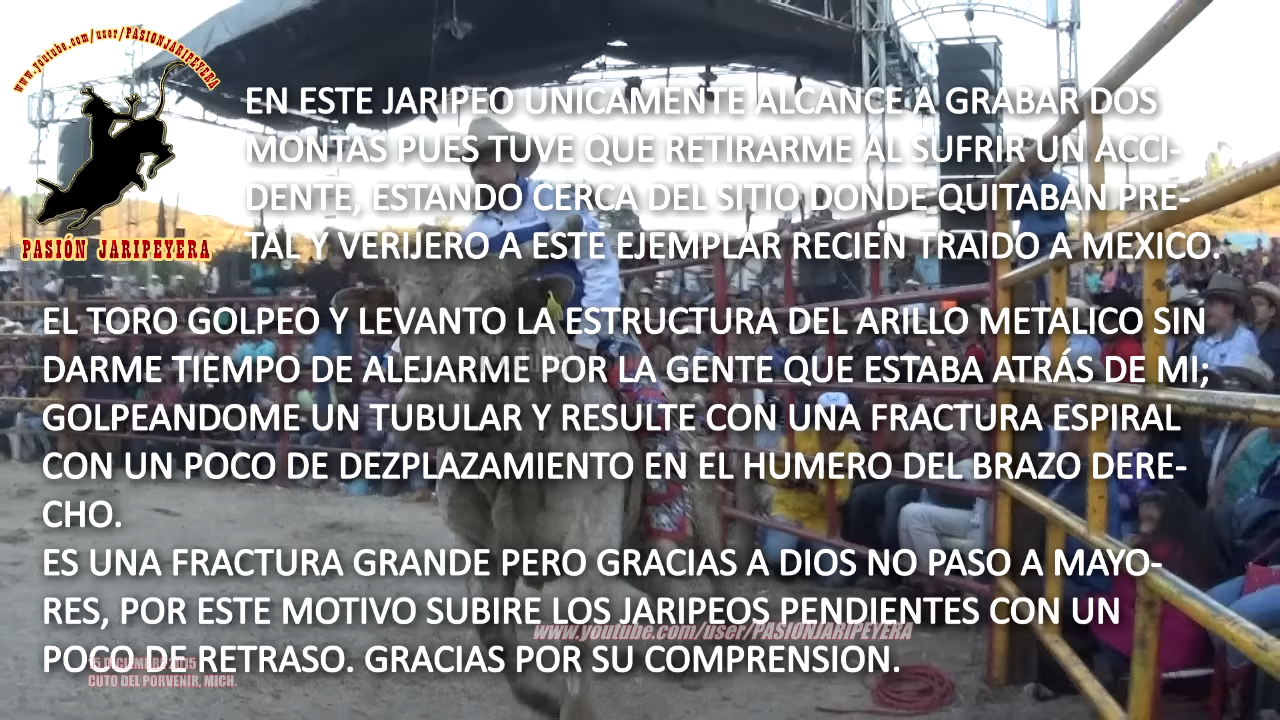 www.youtube.com/user/PASIONJARIPEYERA
PASIÓN JARIPEYERA
EN ESTE JARIPEO UNICAMENTE ALCANCE A GRABAR DOS
MONTAS PUES TUVE QUE RETIRARME AL SUFRIR UN ACCI-
DENTE, ESTANDO CERCA DEL SITIO DONDE QUITABAN PRE-
TAL Y VERIJERO A ESTE EJEMPLAR RECIEN TRAIDO A MEXICO.
EL TORO GOLPEO Y LEVANTO LA ESTRUCTURA DEL ARILLO METALICO SIN
DARME TIEMPO DE ALEJARME POR LA GENTE QUE ESTABA ATRÁS DE MI;
GOLPEANDOME UN TUBULAR Y RESULTE CON UNA FRACTURA ESPIRAL
CON UN POCO DE DEZPLAZAMIENTO EN EL HUMERO DEL BRAZO DERE-
CHO.
ES UNA FRACTURA GRANDE PERO GRACIAS A DIOS NO PASO A MAYO-
RES, POR ESTE MOTIVO SUBIRE LOS JARIPEOS PENDIENTES CON UN
www.youtube.com/user/PASIONJARIPEYERA
POCO DE RETRASO. GRACIAS POR SU COMPRENSION.
DICIEMBRE
CUTO DEL PORVENIR, MICH.